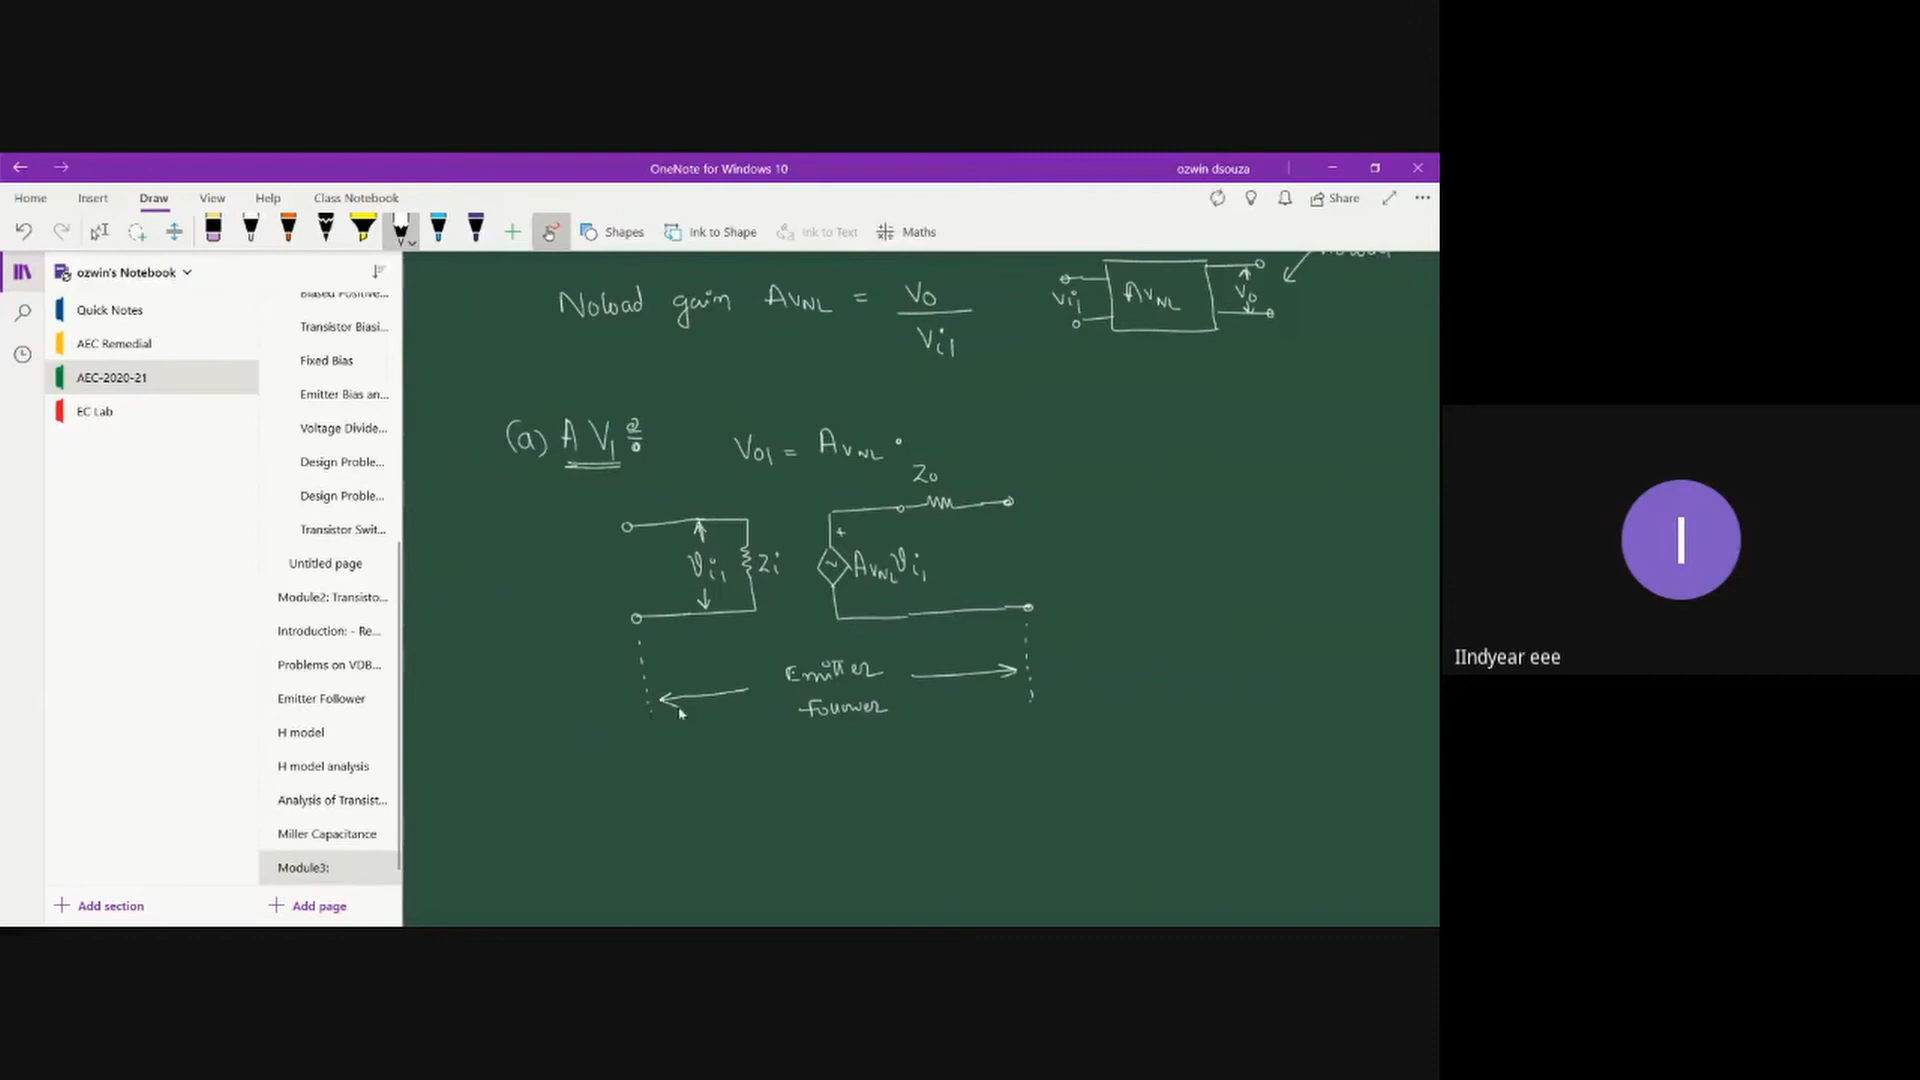 OneNote for Windows 10
ozwin dsouza
Home Insert Draw View Help Class Notebook
Share
Shapes Ink to Shape Ink to Text Maths
ozwin's Notebook
Quick Notes
AEC Remedial
AEC-2020-21
EC Lab
Add section
Biased Positive...
Transistor Biasi...
Fixed Bias
Emitter Bias an...
Voltage Divide...
Design Proble...
Design Proble...
Transistor Swit...
Untitled page
Module2: Transisto...
Introduction: - Re...
Problems on VDB...
Emitter Follower
H model
H model analysis
Analysis of Transist...
Miller Capacitance
Module3:
Add page
Noload gain AVNL = Vo
Vi1
Vi1 AVNL Vo
(a) AV1 :
Vo1 = AVNL .
Zo
+
Vi1 Zi ~ AVNL Vi1
Emitter
follower
I
IIndyear eee